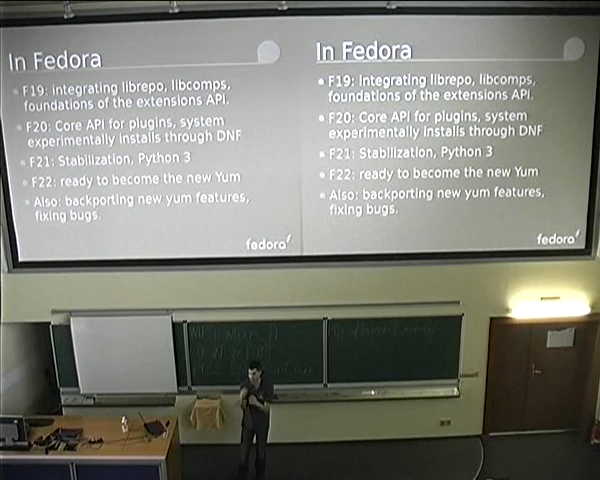 In Fedora
F19: integrating librepo, libcomps,
foundations of the extensions API.
F20: Core API for plugins, system
experimentally installs through DNF
F21: Stabilization, Python 3
F22: ready to become the new Yum
Also: backporting new yum features,
fixing bugs.
fedora
In Fedora
F19: integrating librepo, libcomps,
foundations of the extensions API.
F20: Core API for plugins, system
experimentally installs through DNF
F21: Stabilization, Python 3
F22: ready to become the new Yum
Also: backporting new yum features,
fixing bugs.
fedora